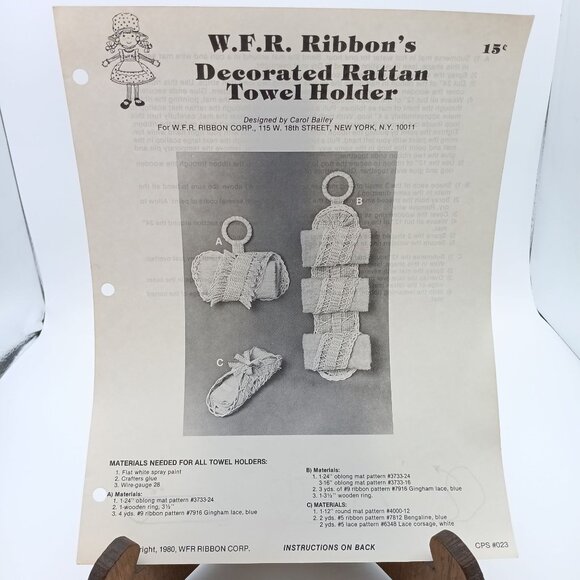 W.F.R. Ribbon's
15¢
Decorated Rattan
Towel Holder
Designed by Carol Bailey
For W.F.R. RIBBON CORP., 115 W. 18th STREET, NEW YORK, N.Y. 10011
A
B
C
MATERIALS NEEDED FOR ALL TOWEL HOLDERS:
1. Flat white spray paint
2. Crafters glue
3. Wire-gauge 28
A) Materials:
1. 1-24" oblong mat pattern #3733-24
2. 1-wooden ring, 3½"
3. 4 yds. of #9 ribbon pattern #7916 Gingham lace, blue
B) Materials:
1. 1-24" oblong mat pattern #3733-24
3-16" oblong mat pattern #3733-16
2. 3 yds. of #9 ribbon pattern #7916 Gingham lace, blue
3. 1-3½" wooden ring.
C) MATERIALS:
1. 1-12" round mat pattern #4000-12
2. 2 yds. #5 ribbon pattern #7812 Bengaline, blue
2 yds. #5 lace pattern #6348 Lace corsage, white
right, 1980, WFR RIBBON CORP.
INSTRUCTIONS ON BACK
CPS #023